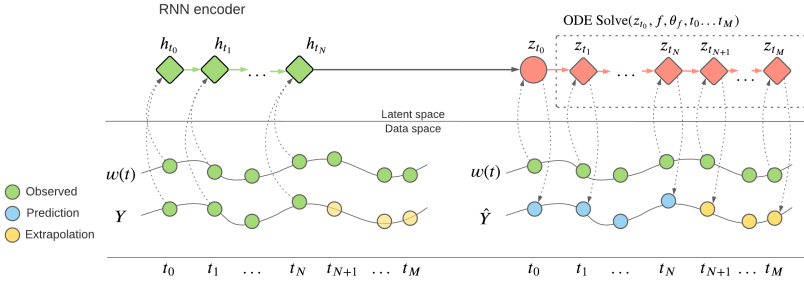 RNN encoder
ODE Solve(z_{t_0}, f, θ_f, t_0 … t_M)
h_{t_0} h_{t_1} h_{t_N} z_{t_0} z_{t_1} z_{t_N} z_{t_{N+1}} z_{t_M}
... ... ...
Latent space
Data space
w(t) w(t)
Observed
Prediction
Extrapolation
Y Ŷ
t_0 t_1 ... t_N t_{N+1} ... t_M t_0 t_1 ... t_N t_{N+1} ... t_M